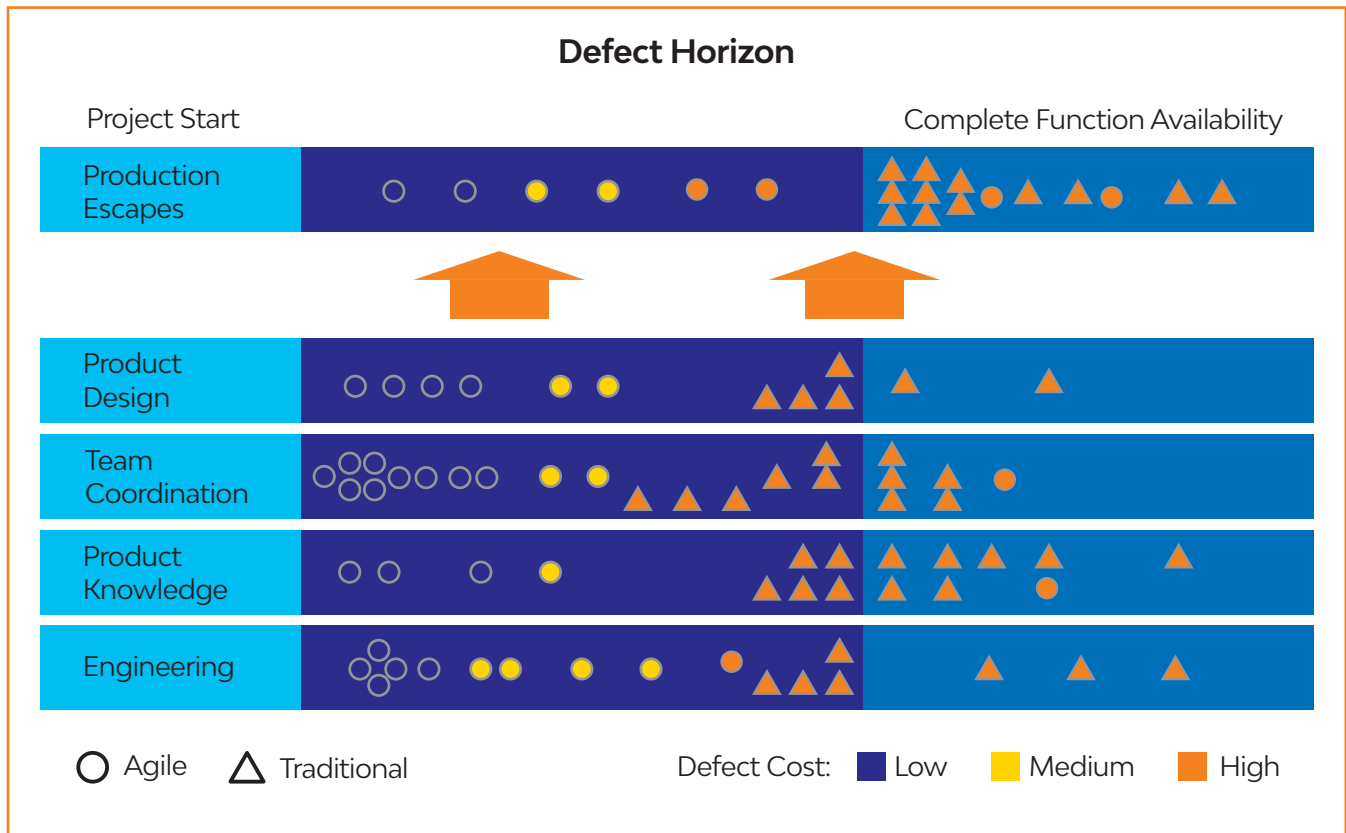 Defect Horizon
Project Start
Complete Function Availability
Production
Escapes
Product
Design
Team
Coordination
Product
Knowledge
Engineering
Agile
Traditional
Defect Cost:
Low
Medium
High